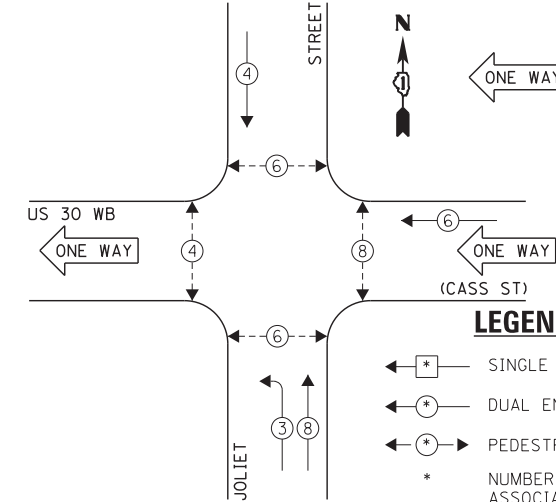 STREET
N
ONE WAY
4
6
US 30 WB
6
ONE WAY
4
8
ONE WAY
(CASS ST)
6
LEGEN
* SINGLE
3
8
* DUAL EN
* PEDESTR
JOLIET
* NUMBER
ASSOCIA